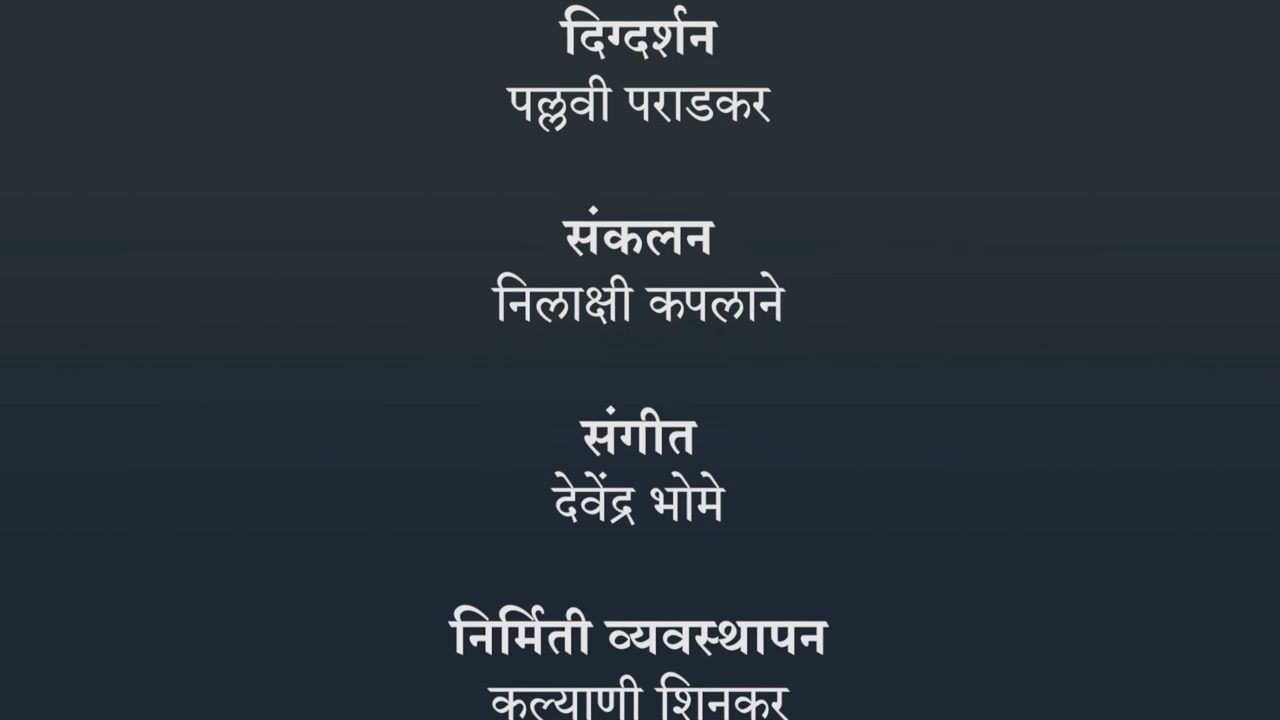 दिग्दर्शन
पल्लवी पराडकर
संकलन
निलाक्षी कपलाने
संगीत
देवेंद्र भोमे
निर्मिती व्यवस्थापन
कल्याणी शिनकर